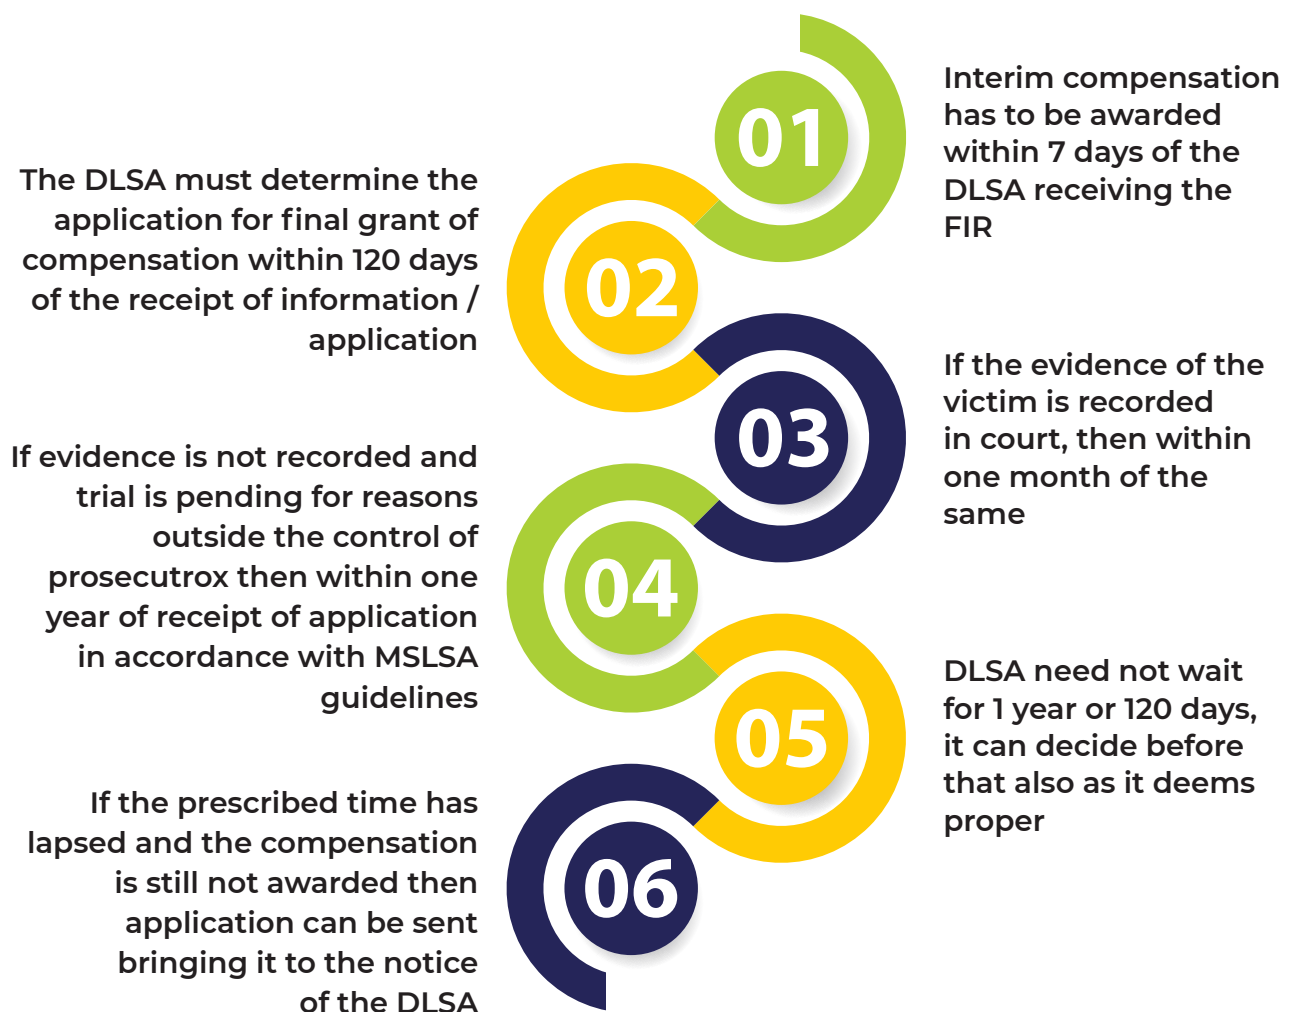 01
Interim compensation
has to be awarded
within 7 days of the
DLSA receiving the
FIR
02
The DLSA must determine the
application for final grant of
compensation within 120 days
of the receipt of information /
application
03
If the evidence of the
victim is recorded
in court, then within
one month of the
same
04
If evidence is not recorded and
trial is pending for reasons
outside the control of
prosecutrox then within one
year of receipt of application
in accordance with MSLSA
guidelines
05
DLSA need not wait
for 1 year or 120 days,
it can decide before
that also as it deems
proper
06
If the prescribed time has
lapsed and the compensation
is still not awarded then
application can be sent
bringing it to the notice
of the DLSA